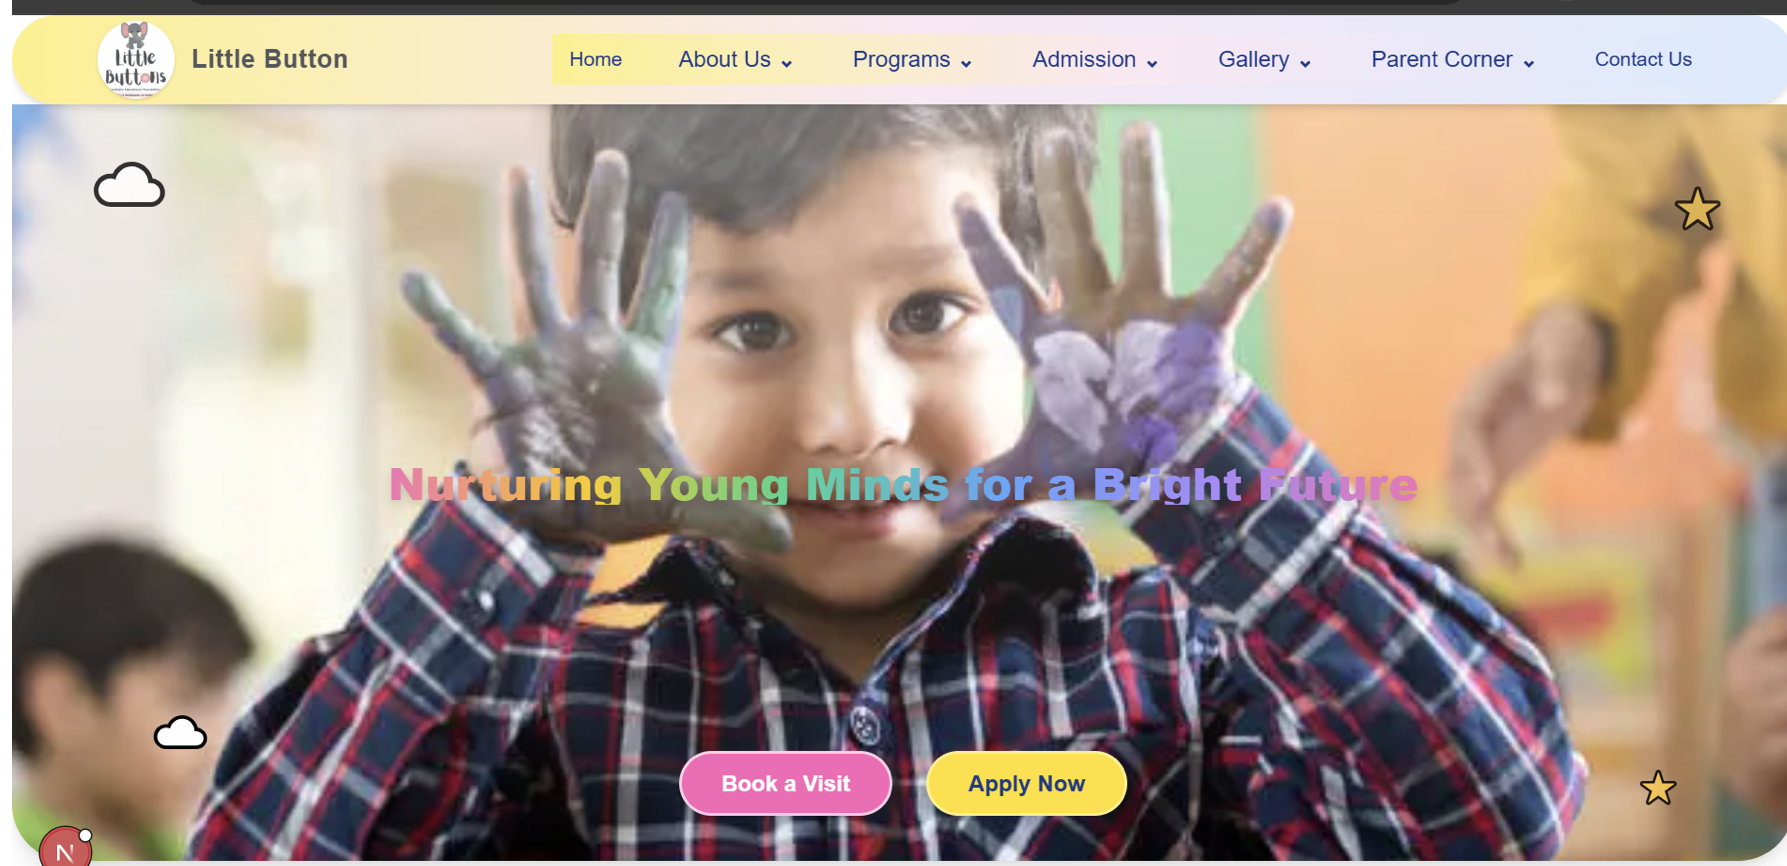 Little
Buttons
Little Button
Home
About Us
Programs
Admission
Gallery
Parent Corner
Contact Us
Nurturing Young Minds for a Bright Future
Book a Visit
Apply Now
N